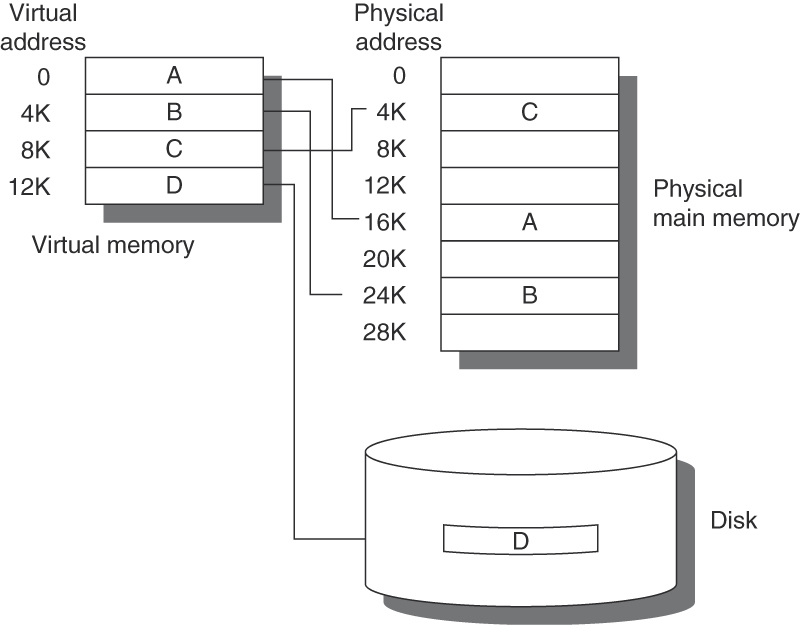 Virtual
address
0
A
4K
B
8K
C
12K
D
Virtual memory
Physical
address
0
4K
C
8K
12K
16K
A
20K
24K
B
28K
Physical
main memory
D
Disk